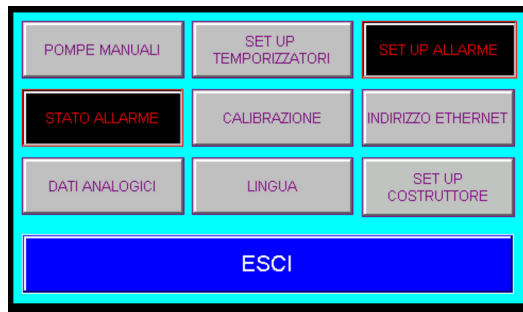 POMPE MANUALI
SET UP
TEMPORIZZATORI
SET UP ALLARME
STATO ALLARME
CALIBRAZIONE
INDIRIZZO ETHERNET
DATI ANALOGICI
LINGUA
SET UP
COSTRUTTORE
ESCI